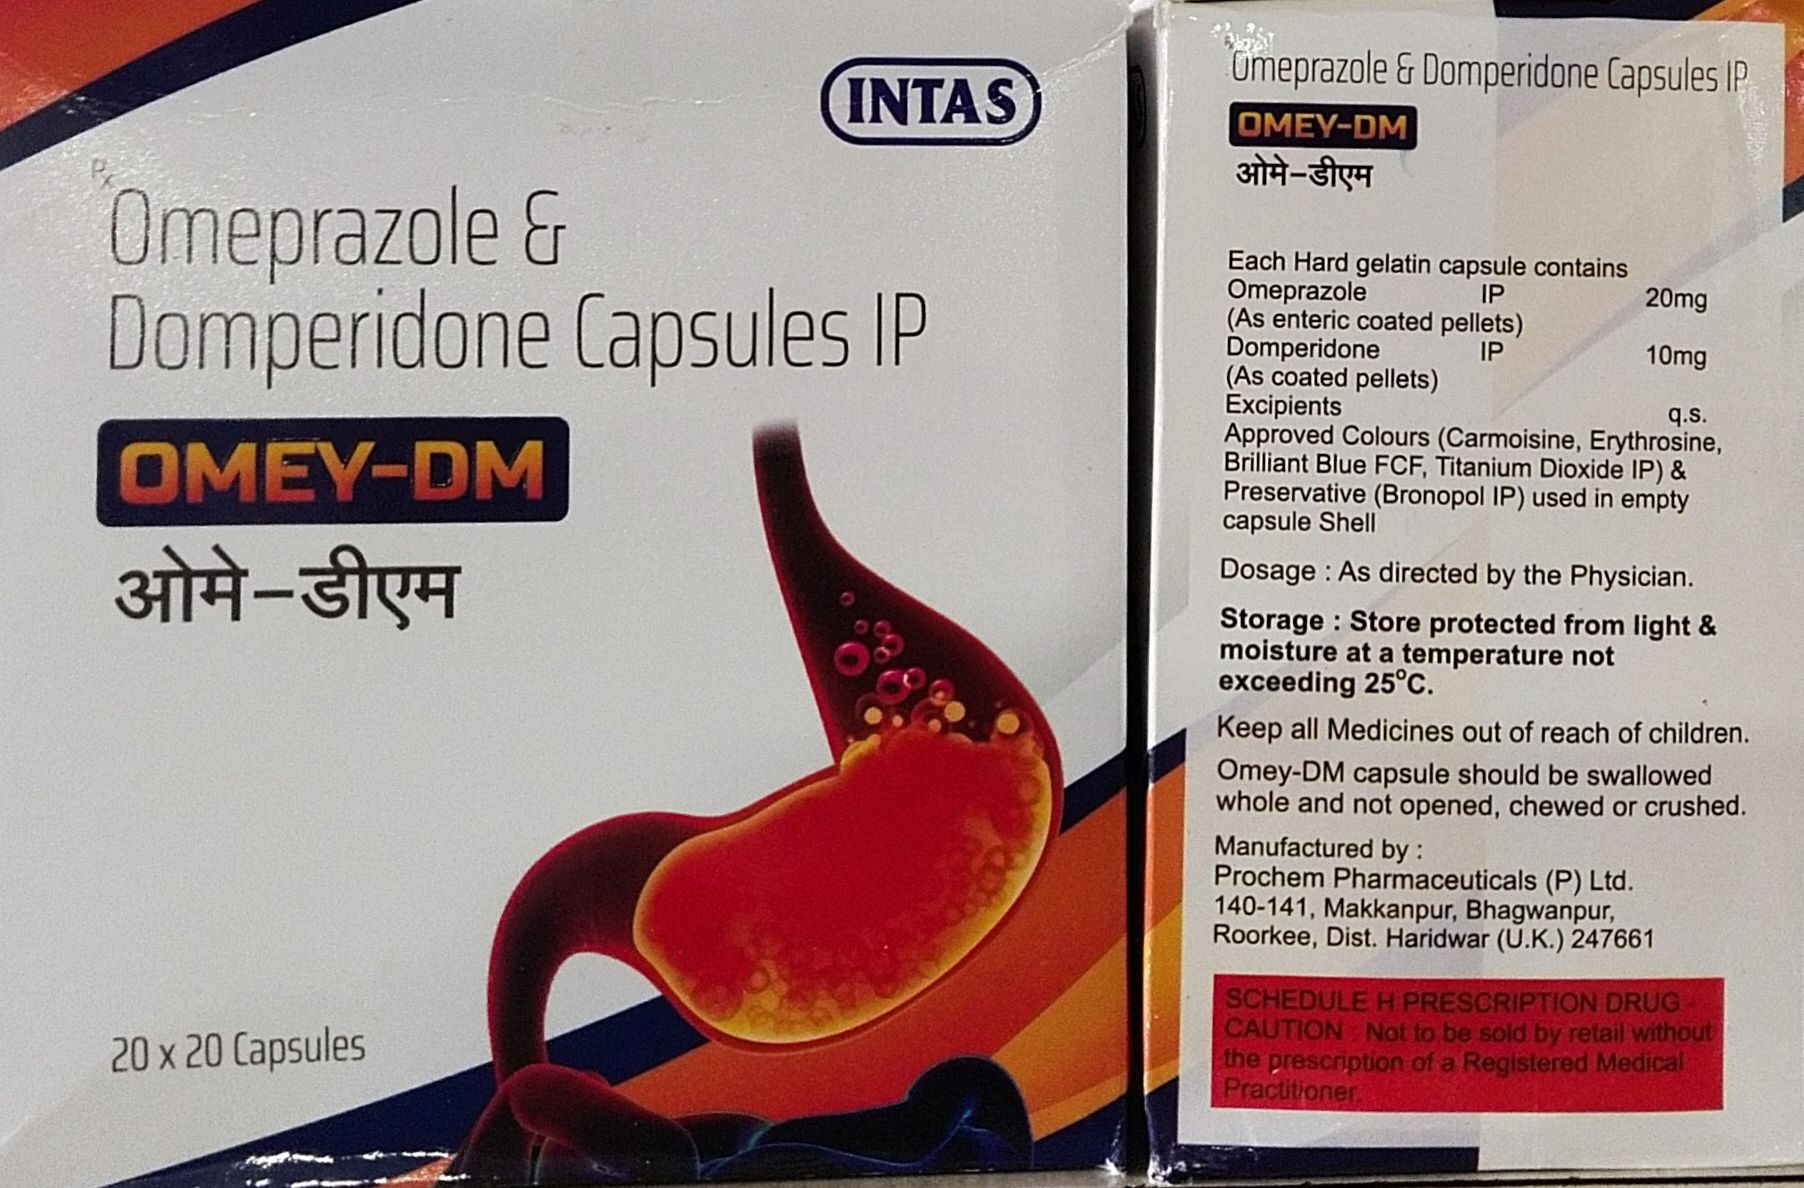 INTAS
Rx
Omeprazole &
Domperidone Capsules IP
OMEY-DM
ओमे-डीएम
20 x 20 Capsules
Rx
Omeprazole & Domperidone Capsules IP
OMEY-DM
ओमे-डीएम
Each Hard gelatin capsule contains
Omeprazole IP 20mg
(As enteric coated pellets)
Domperidone IP 10mg
(As coated pellets)
Excipients q.s.
Approved Colours (Carmoisine, Erythrosine,
Brilliant Blue FCF, Titanium Dioxide IP) &
Preservative (Bronopol IP) used in empty
capsule Shell
Dosage : As directed by the Physician.
Storage : Store protected from light &
moisture at a temperature not
exceeding 25°C.
Keep all Medicines out of reach of children.
Omey-DM capsule should be swallowed
whole and not opened, chewed or crushed.
Manufactured by :
Prochem Pharmaceuticals (P) Ltd.
140-141, Makkanpur, Bhagwanpur,
Roorkee, Dist. Haridwar (U.K.) 247661
SCHEDULE H PRESCRIPTION DRUG -
CAUTION : Not to be sold by retail without
the prescription of a Registered Medical
Practitioner.